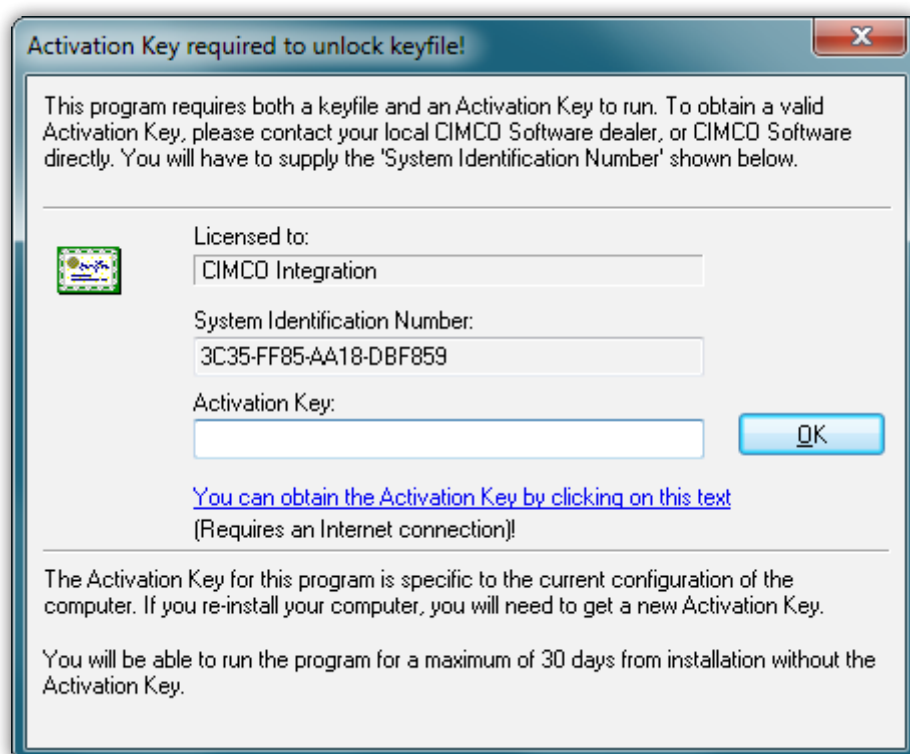 Activation Key required to unlock keyfile!
This program requires both a keyfile and an Activation Key to run. To obtain a valid
Activation Key, please contact your local CIMCO Software dealer, or CIMCO Software
directly. You will have to supply the 'System Identification Number' shown below.
Licensed to:
CIMCO Integration
System Identification Number:
3C35-FF85-AA18-DBF859
Activation Key:
OK
You can obtain the Activation Key by clicking on this text
(Requires an Internet connection)!
The Activation Key for this program is specific to the current configuration of the
computer. If you re-install your computer, you will need to get a new Activation Key.
You will be able to run the program for a maximum of 30 days from installation without the
Activation Key.